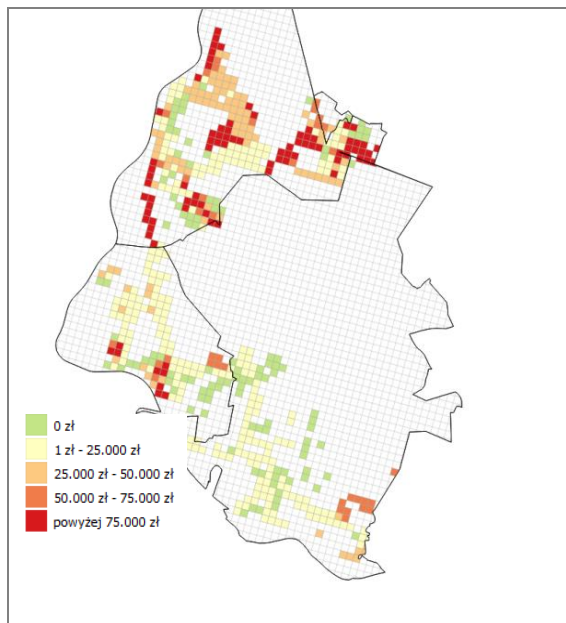 0 zł
1 zł - 25.000 zł
25.000 zł - 50.000 zł
50.000 zł - 75.000 zł
powyżej 75.000 zł